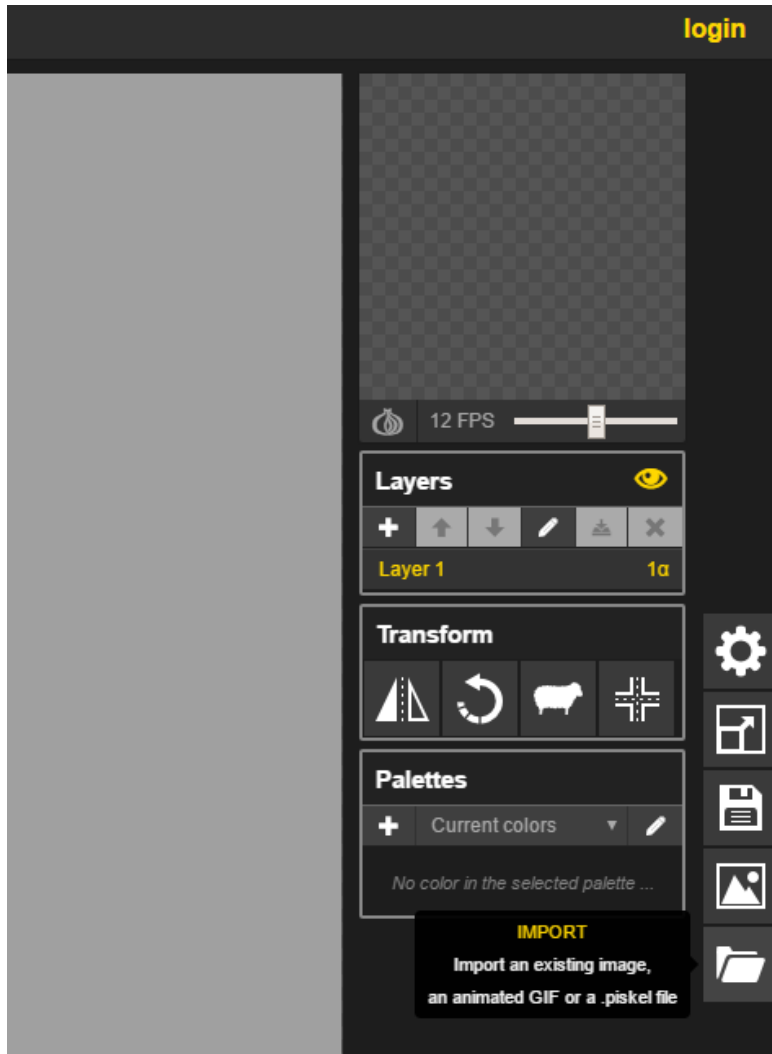 login
12 FPS
Layers
Layer 1 1α
Transform
Palettes
Current colors
No color in the selected palette ...
IMPORT
Import an existing image,
an animated GIF or a .piskel file